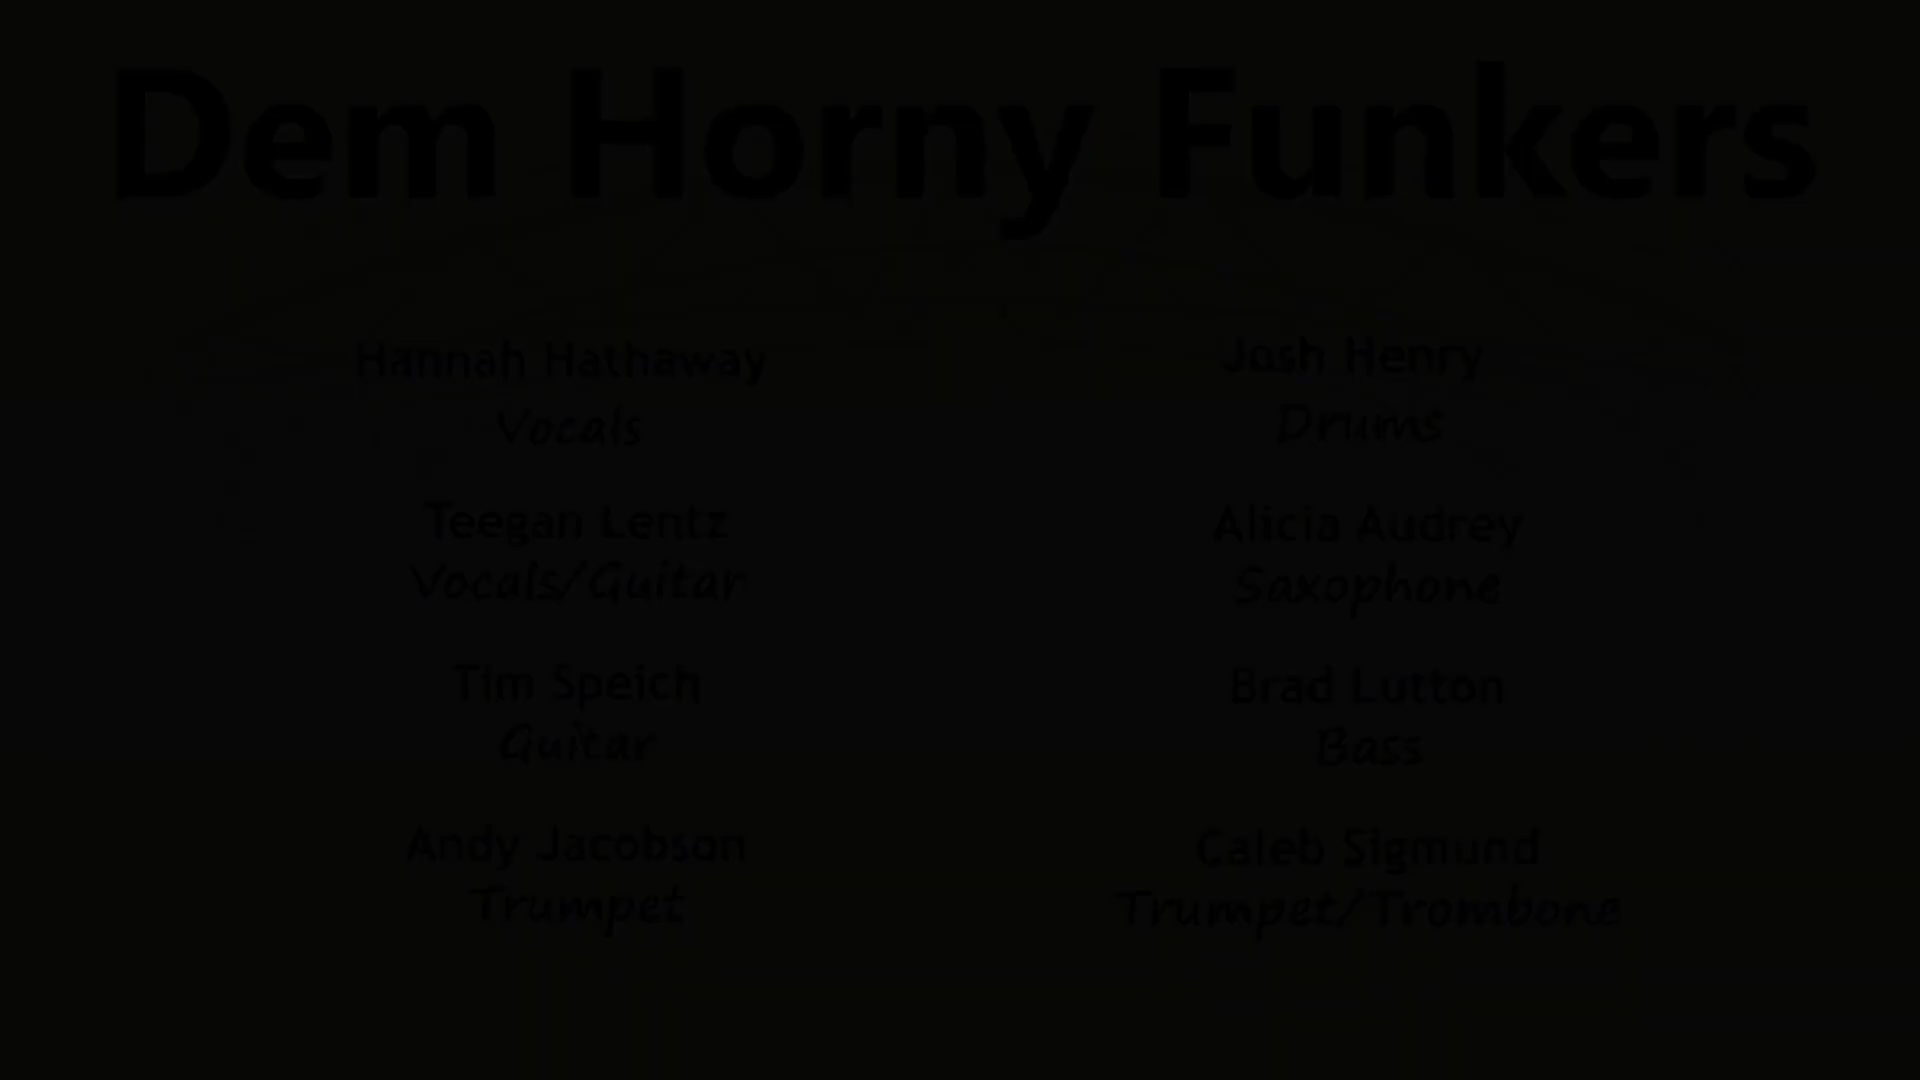 Dem Horny Funkers
Hannah Hathaway
Vocals
Teegan Lentz
Vocals/Guitar
Tim Speich
Guitar
Andy Jacobson
Trumpet
Josh Henry
Drums
Alicia Audrey
Saxophone
Brad Lutton
Bass
Caleb Sigmund
Trumpet/Trombone